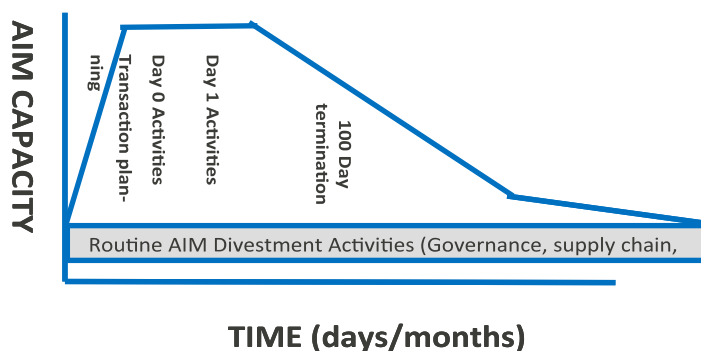 AIM CAPACITY
Transaction plan-
ning
Day 0 Activities
Day 1 Activities
100 Day
termination
Routine AIM Divestment Activities (Governance, supply chain,
TIME (days/months)